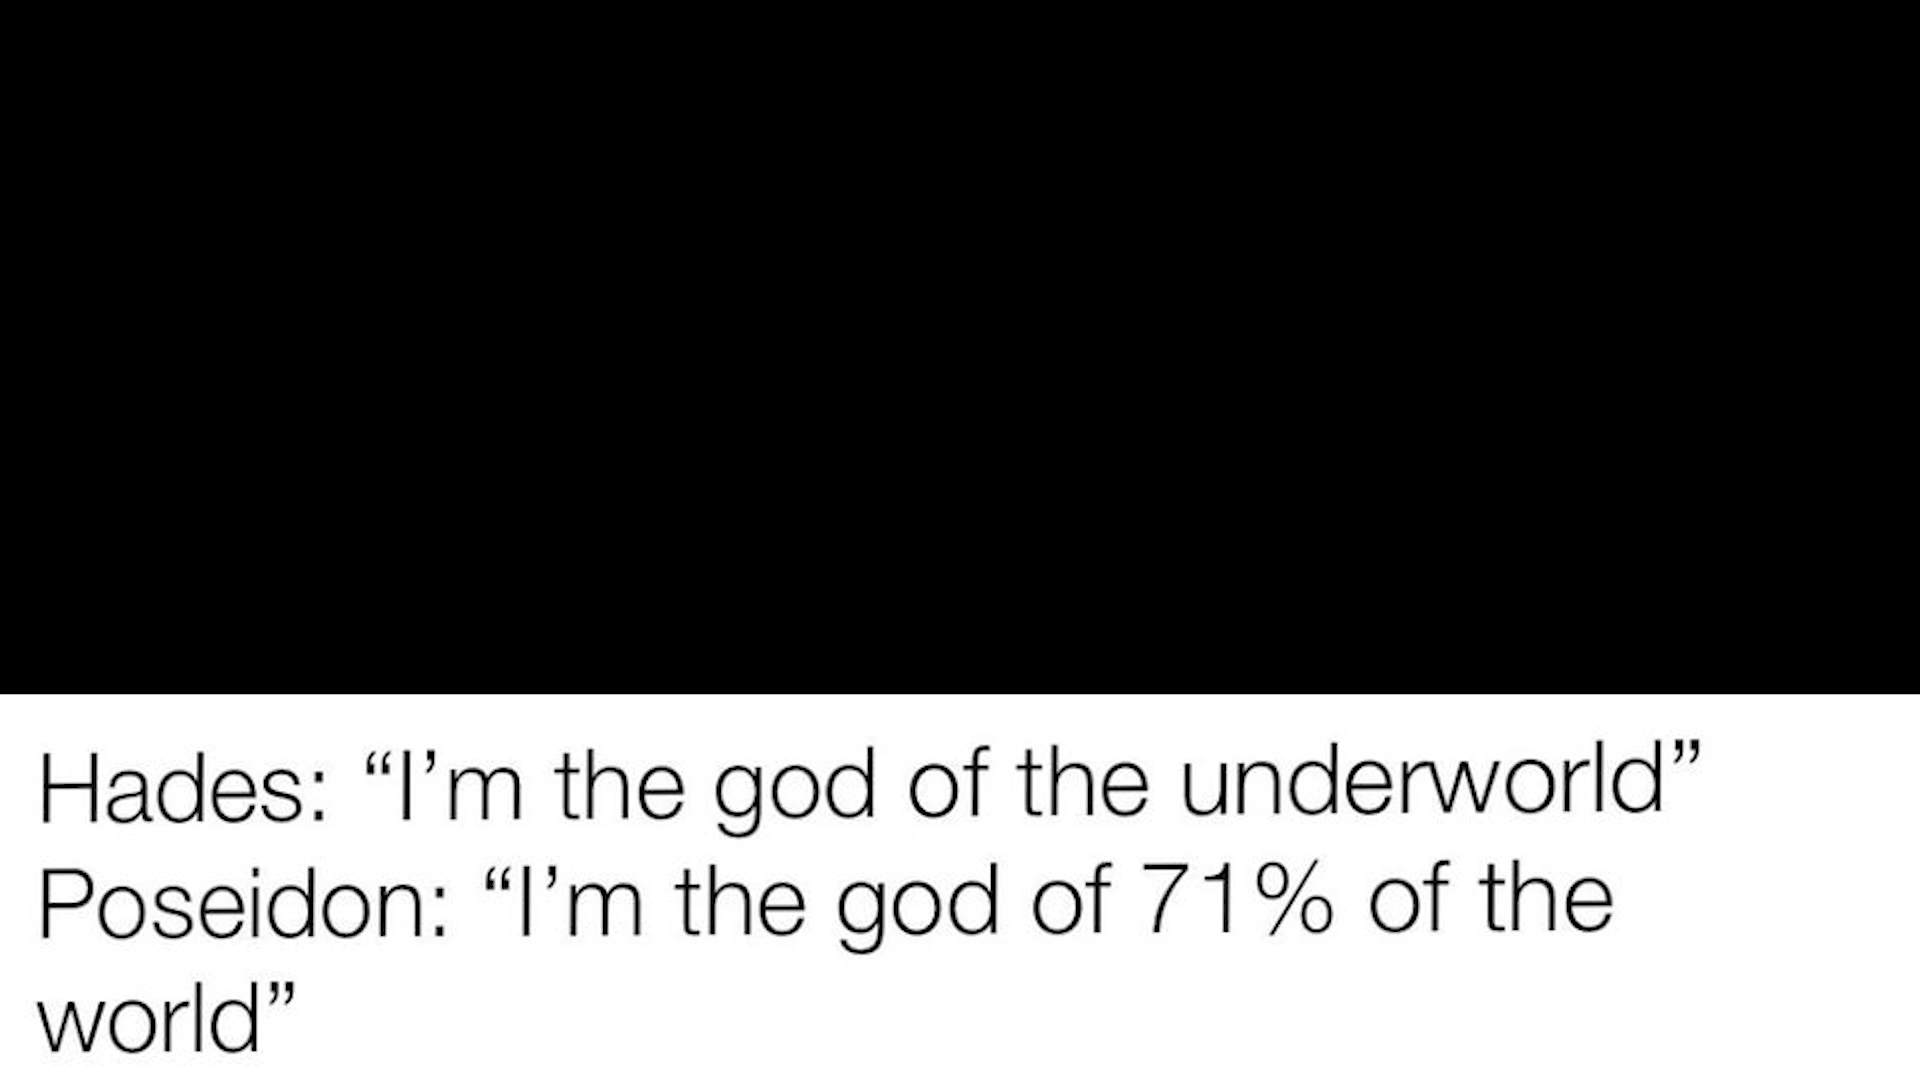 Hades: “I’m the god of the underworld”
Poseidon: “I’m the god of 71% of the
world”